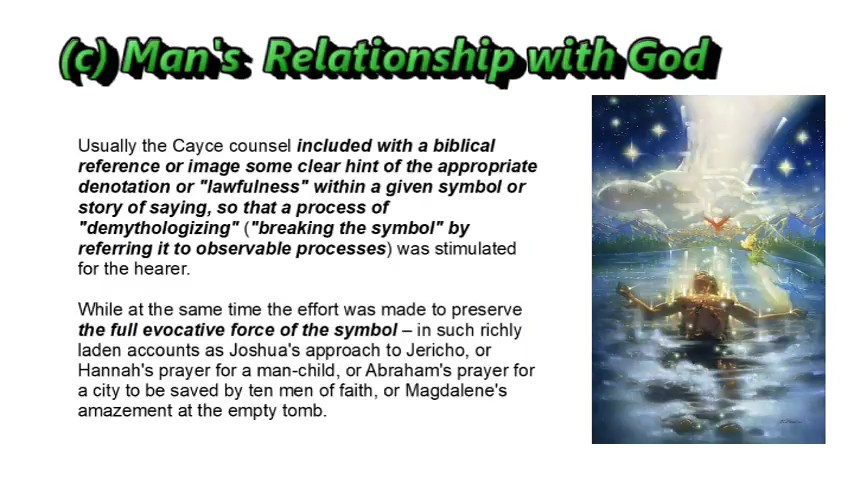 (c) Man's Relationship with God
Usually the Cayce counsel included with a biblical
reference or image some clear hint of the appropriate
denotation or "lawfulness" within a given symbol or
story of saying, so that a process of
"demythologizing" ("breaking the symbol" by
referring it to observable processes) was stimulated
for the hearer.
While at the same time the effort was made to preserve
the full evocative force of the symbol – in such richly
laden accounts as Joshua's approach to Jericho, or
Hannah's prayer for a man-child, or Abraham's prayer for
a city to be saved by ten men of faith, or Magdalene's
amazement at the empty tomb.